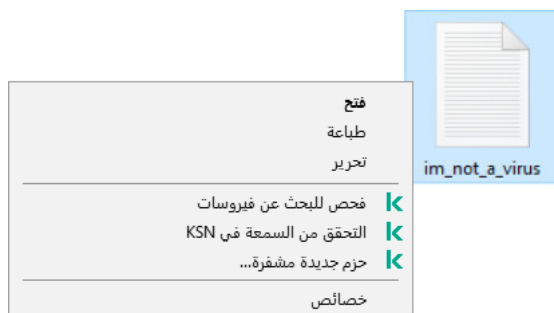 فتح
طباعة
تحرير
im_not_a_virus
فحص للبحث عن فيروسات
التحقق من السمعة في KSN
حزم جديدة مشفرة...
خصائص